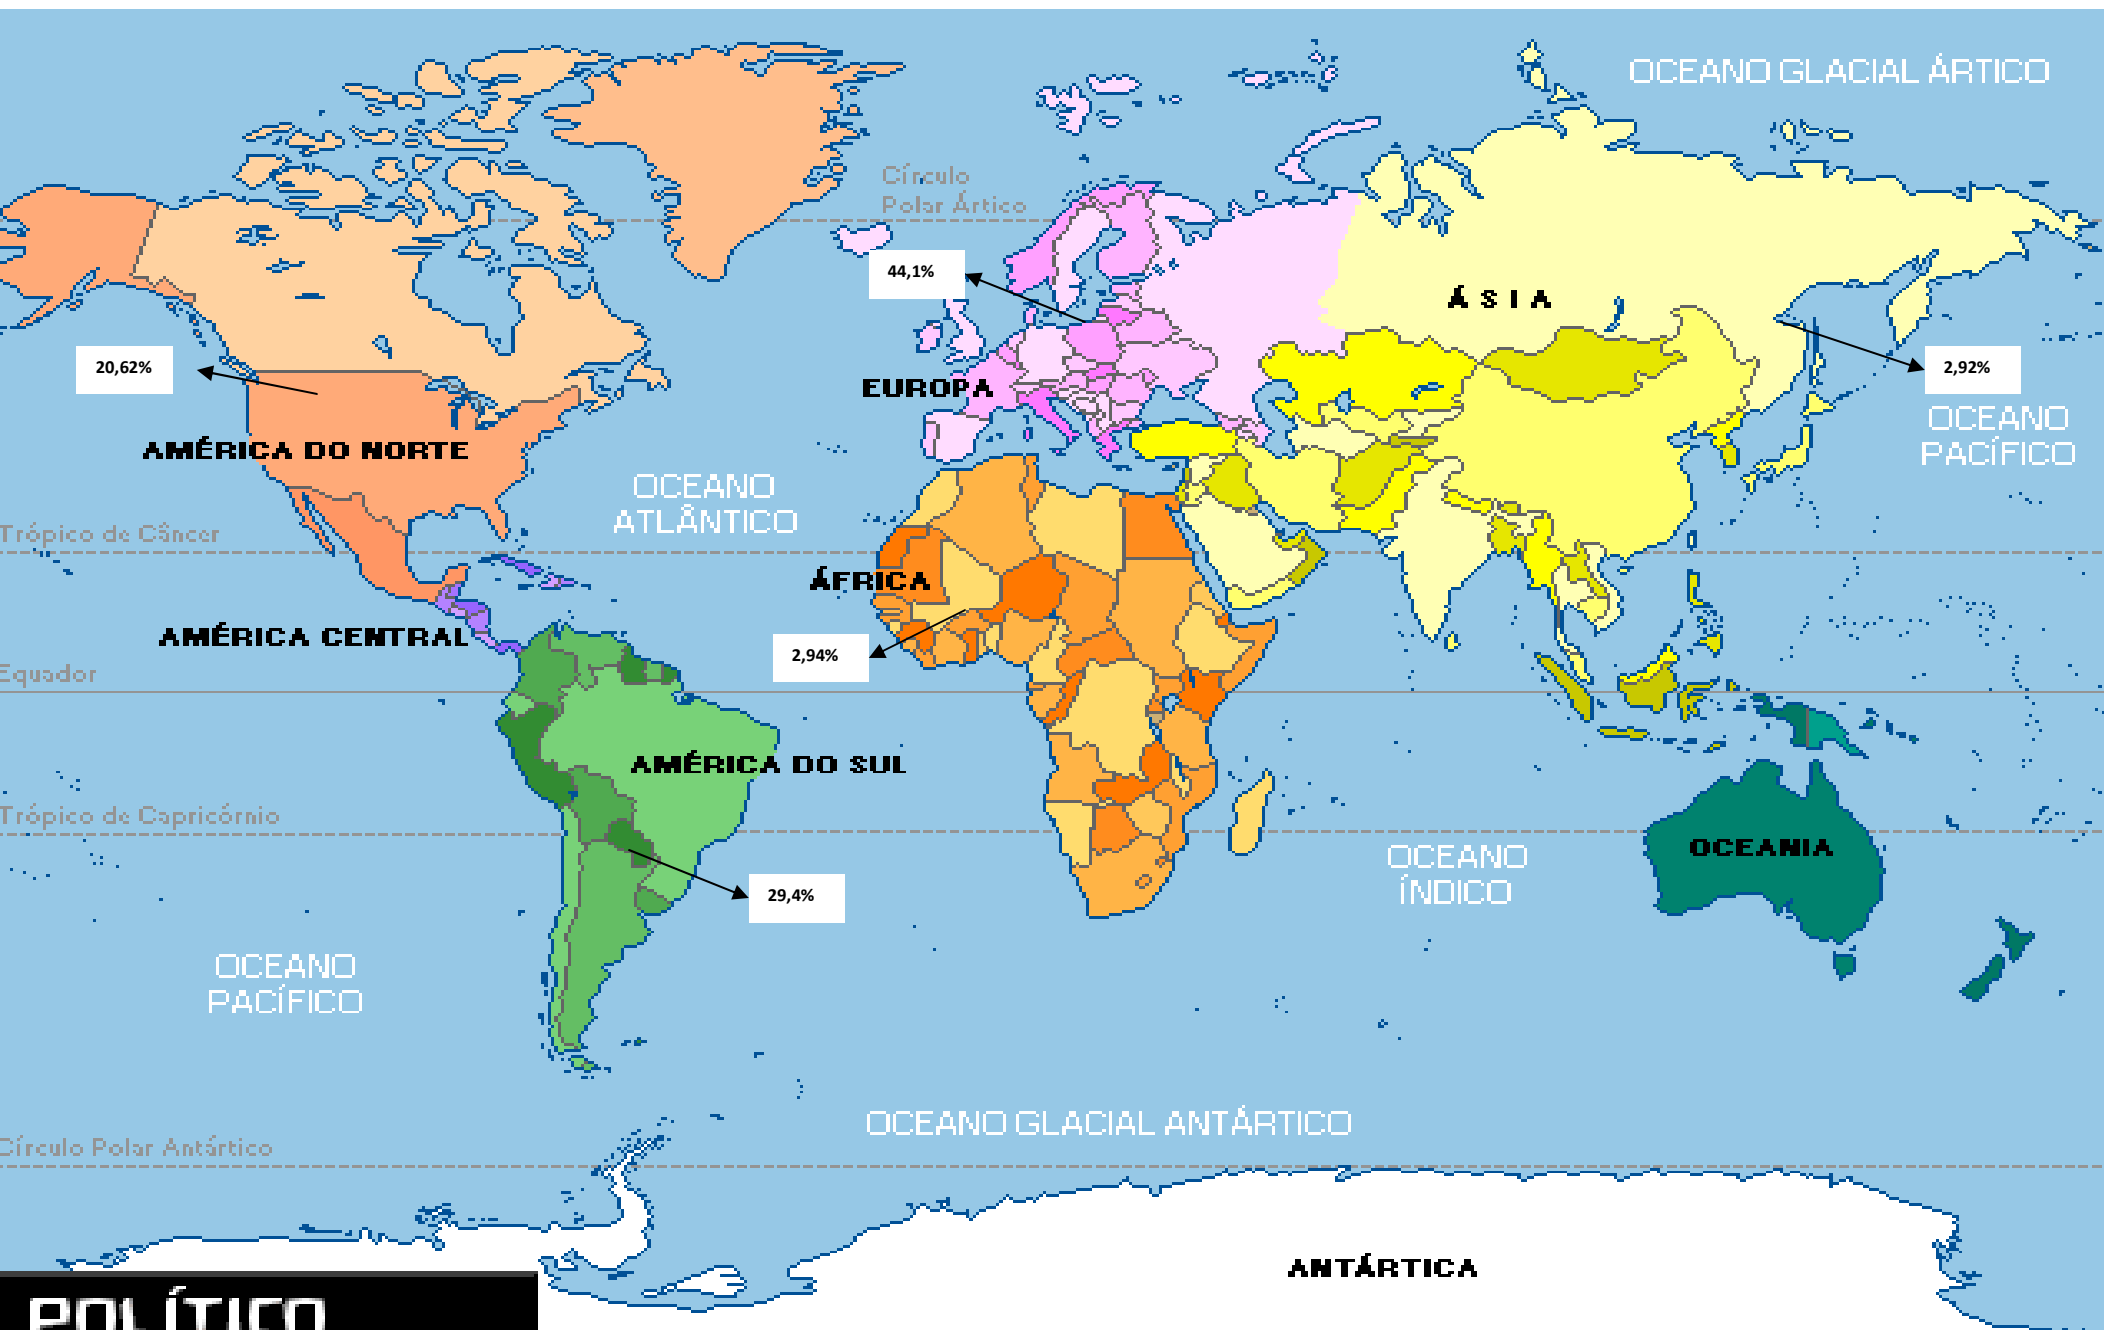 OCEANO GLACIAL ÁRTICO
Círculo
Polar Ártico
44,1%
ÁSIA
20,62%
2,92%
EUROPA
OCEANO
PACÍFICO
AMÉRICA DO NORTE
OCEANO
ATLÂNTICO
Trópico de Câncer
ÁFRICA
AMÉRICA CENTRAL
2,94%
Equador
AMÉRICA DO SUL
Trópico de Capricórnio
OCEANIA
OCEANO
ÍNDICO
29,4%
OCEANO
PACÍFICO
OCEANO GLACIAL ANTÁRTICO
Círculo Polar Antártico
ANTÁRTICA
POLÍTICO